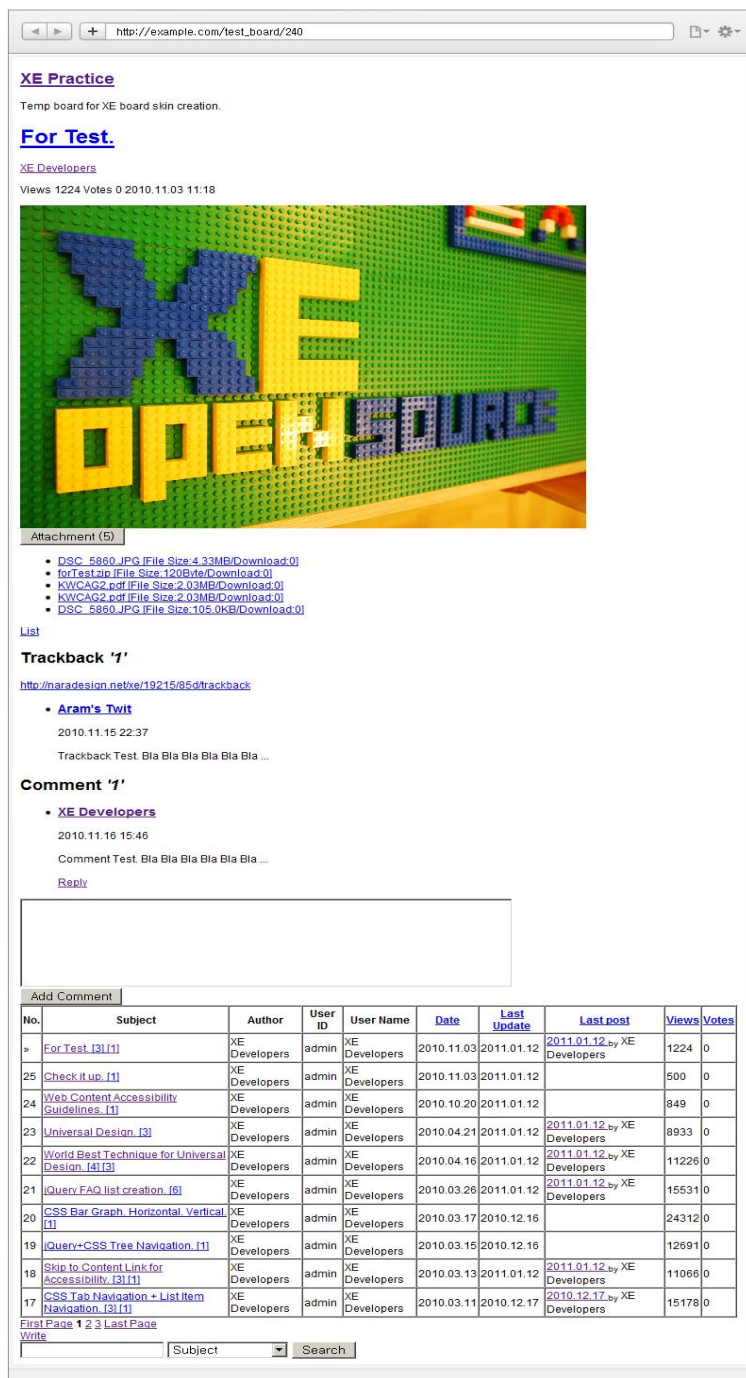 http://example.com/test_board/240
XE Practice
Temp board for XE board skin creation.
For Test.
XE Developers
Views 1224 Votes 0 2010.11.03 11:18
XE
OPEN SOURCE
Attachment (5)
DSC_5860.JPG [File Size:4.33MB/Download:0]
forTest.zip [File Size:120Byte/Download:0]
KWCAG2.pdf [File Size:2.03MB/Download:0]
KWCAG2.pdf [File Size:2.03MB/Download:0]
DSC_5860.JPG [File Size:105.0KB/Download:0]
List
Trackback '1'
http://naradesign.net/xe/19215/85d/trackback
Aram's Twit
2010.11.15 22:37
Trackback Test. Bla Bla Bla Bla Bla Bla ...
Comment '1'
XE Developers
2010.11.16 15:46
Comment Test. Bla Bla Bla Bla Bla Bla ...
Reply
Add Comment
No. Subject Author User ID User Name Date Last Update Last post Views Votes
» For Test. [3] [1] XE Developers admin XE Developers 2010.11.03 2011.01.12 2011.01.12 by XE Developers 1224 0
25 Check it up. [1] XE Developers admin XE Developers 2010.11.03 2011.01.12 500 0
24 Web Content Accessibility Guidelines. [1] XE Developers admin XE Developers 2010.10.20 2011.01.12 849 0
23 Universal Design. [3] XE Developers admin XE Developers 2010.04.21 2011.01.12 2011.01.12 by XE Developers 8933 0
22 World Best Technique for Universal Design. [4] [3] XE Developers admin XE Developers 2010.04.16 2011.01.12 2011.01.12 by XE Developers 11226 0
21 jQuery FAQ list creation. [6] XE Developers admin XE Developers 2010.03.26 2011.01.12 2011.01.12 by XE Developers 15531 0
20 CSS Bar Graph. Horizontal. Vertical. [1] XE Developers admin XE Developers 2010.03.17 2010.12.16 24312 0
19 jQuery+CSS Tree Navigation. [1] XE Developers admin XE Developers 2010.03.15 2010.12.16 12691 0
18 Skip to Content Link for Accessibility. [3] [1] XE Developers admin XE Developers 2010.03.13 2011.01.12 2011.01.12 by XE Developers 11066 0
17 CSS Tab Navigation + List Item Navigation. [3] [1] XE Developers admin XE Developers 2010.03.11 2010.12.17 2010.12.17 by XE Developers 15178 0
First Page 1 2 3 Last Page
Write
Subject Search